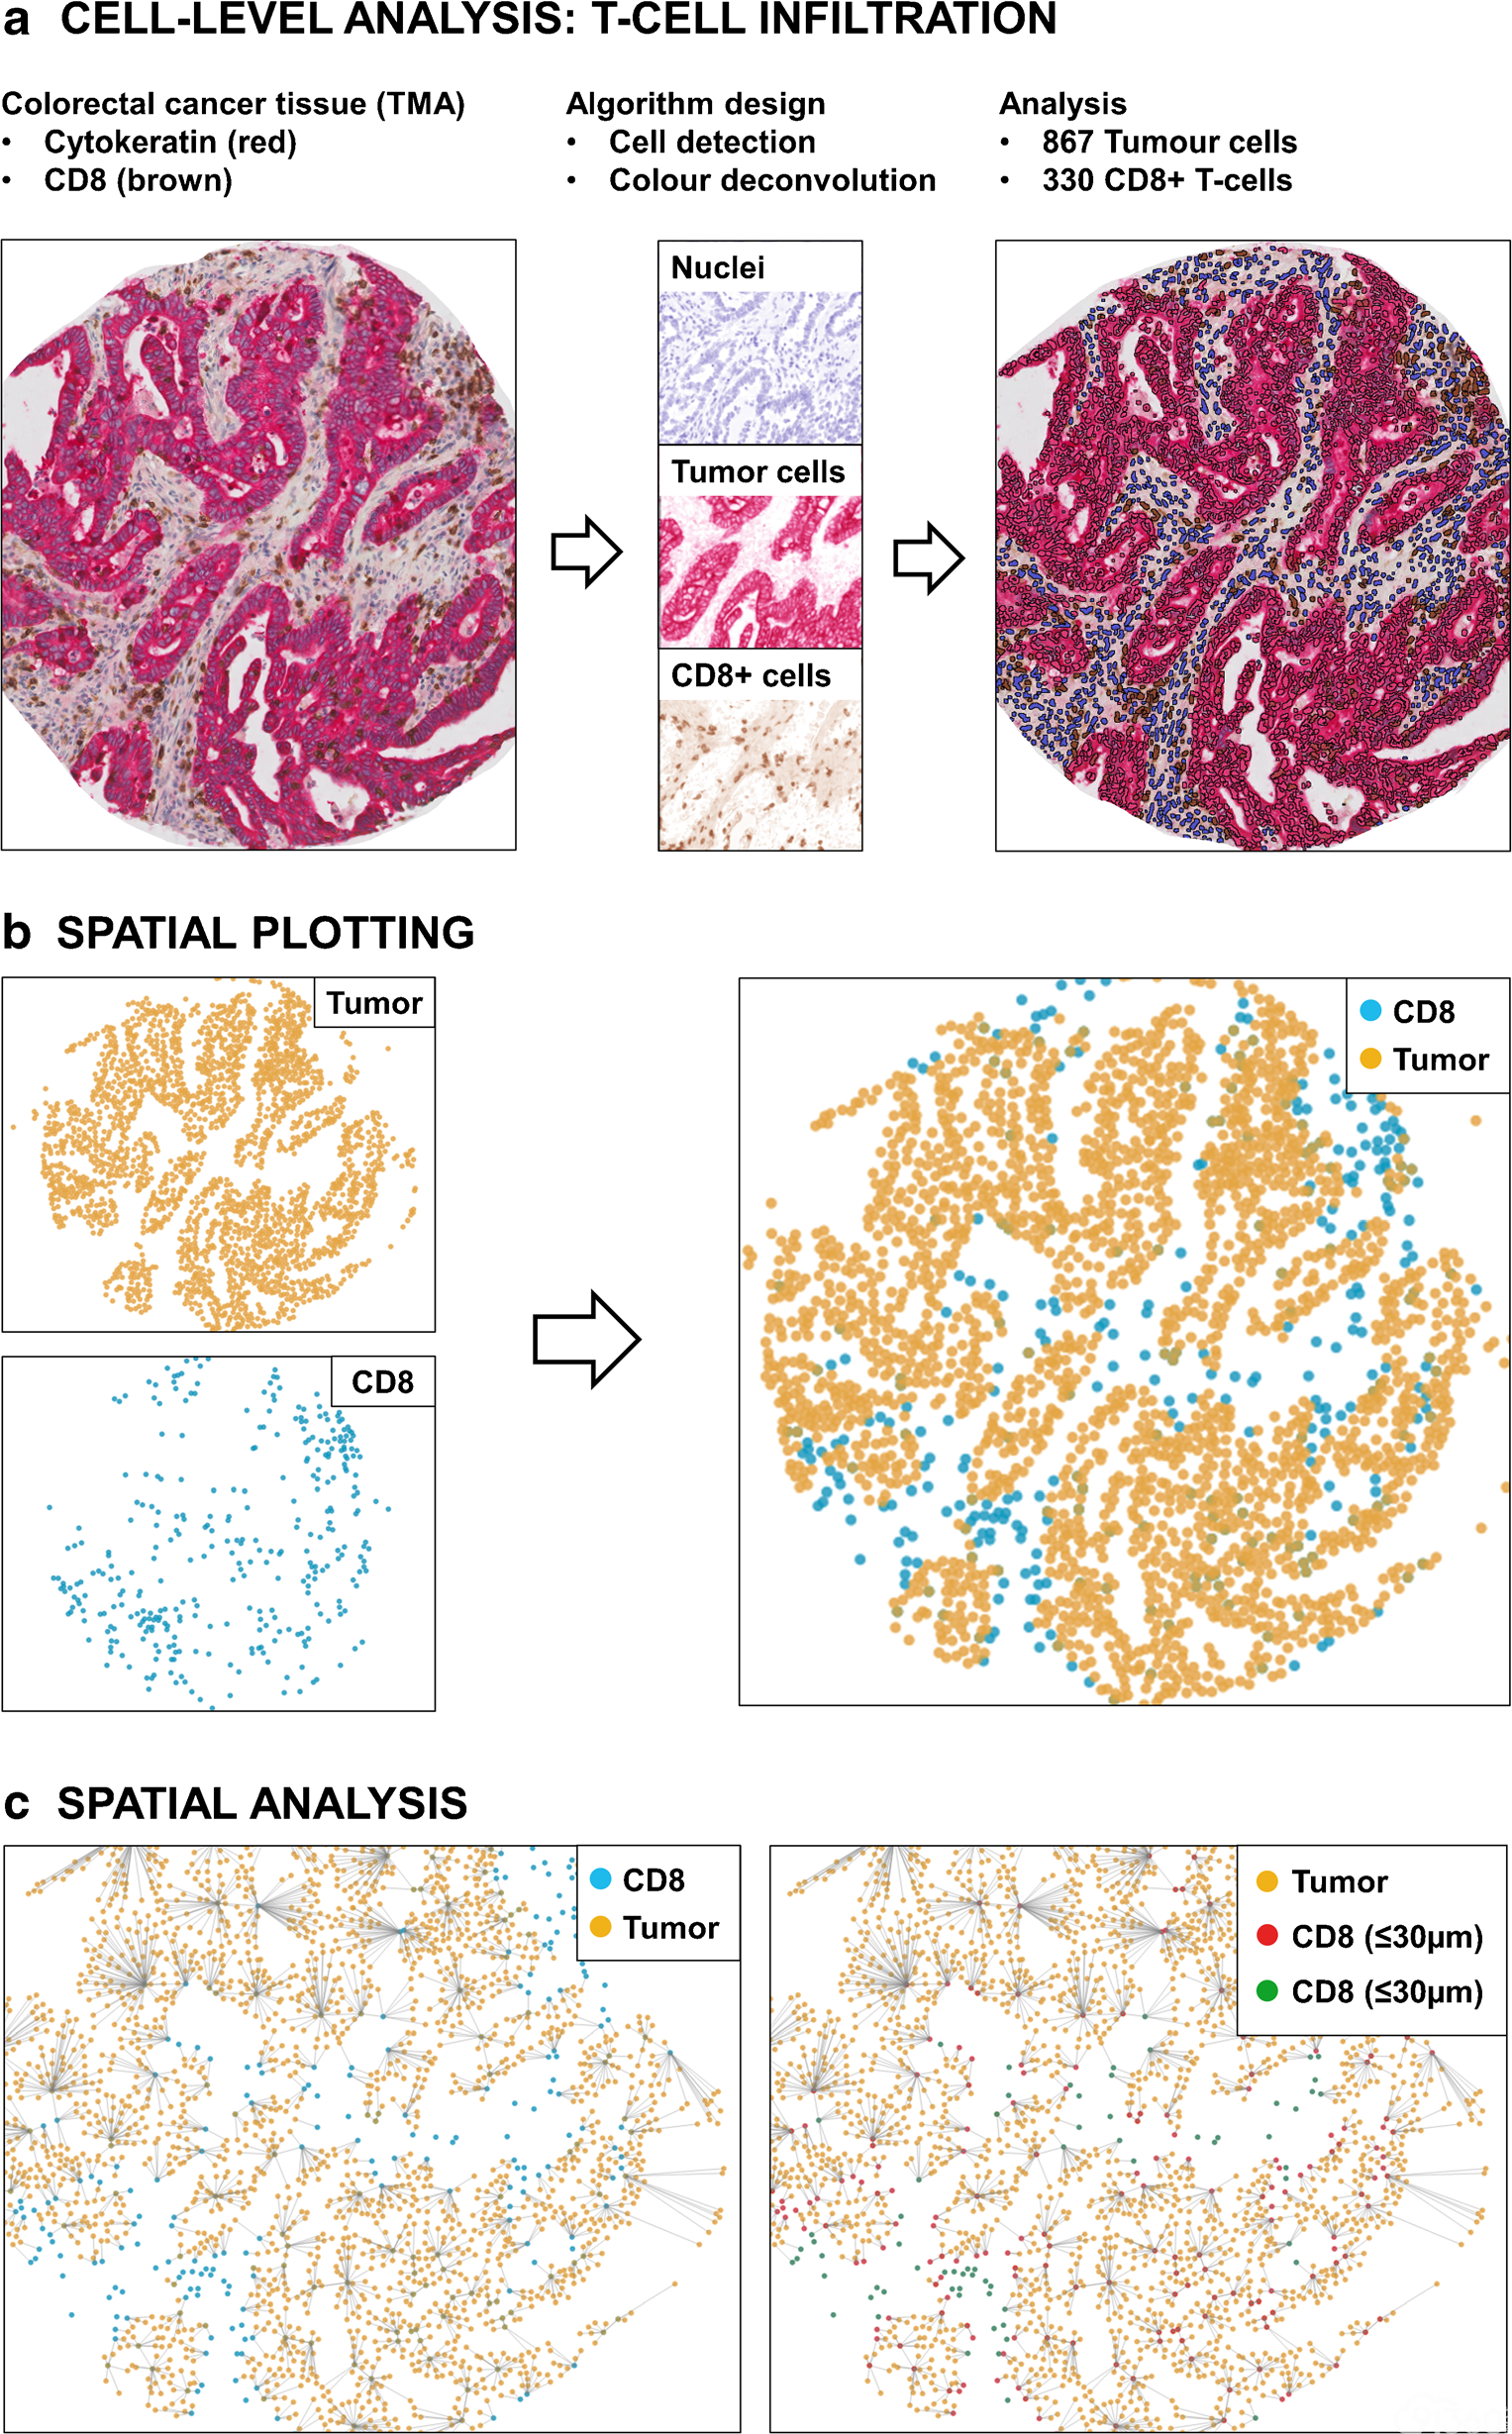 a CELL-LEVEL ANALYSIS: T-CELL INFILTRATION
Colorectal cancer tissue (TMA)
• Cytokeratin (red)
• CD8 (brown)
Algorithm design
• Cell detection
• Colour deconvolution
Analysis
• 867 Tumour cells
• 330 CD8+ T-cells
Nuclei
Tumor cells
CD8+ cells
b SPATIAL PLOTTING
Tumor
CD8
CD8
Tumor
c SPATIAL ANALYSIS
CD8
Tumor
Tumor
CD8 (≤30μm)
CD8 (≤30μm)